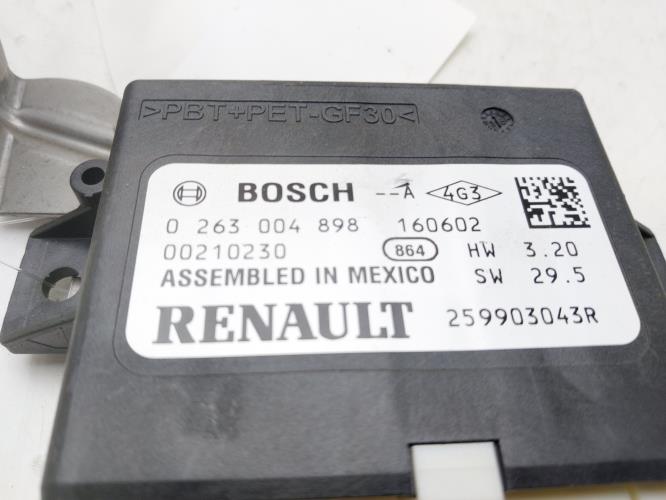 >PBT+PET-GF30<
BOSCH --A 4G3
0 263 004 898 160602
00210230 864 HW 3.20
ASSEMBLED IN MEXICO SW 29.5
RENAULT 259903043R